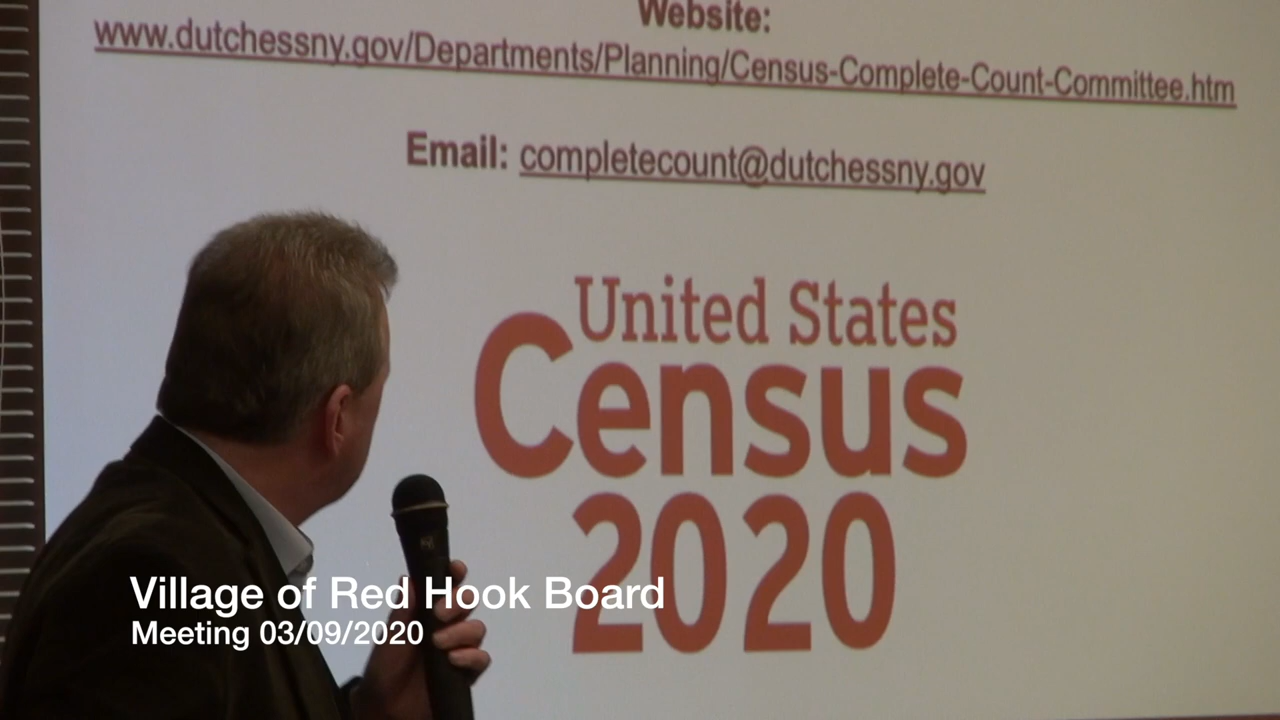 Website:
www.dutchessny.gov/Departments/Planning/Census-Complete-Count-Committee.htm
Email: completecount@dutchessny.gov
United States
Census
2020
Village of Red Hook Board
Meeting 03/09/2020